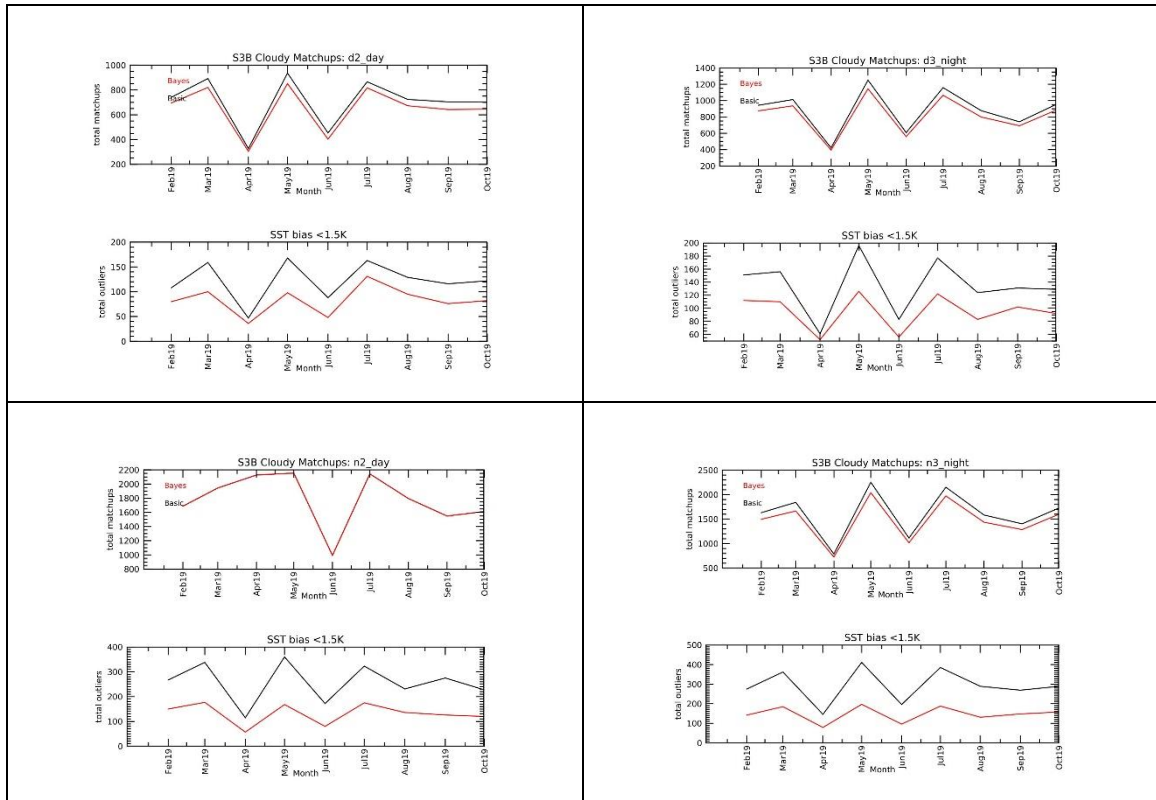 S3B Cloudy Matchups: d2_day
total matchups
1000
800
600
400
200
Bayes
Basic
Feb19 Mar19 Apr19 May19 Jun19 Jul19 Aug19 Sep19 Oct19
Month
SST bias <1.5K
total outliers
200
150
100
50
0
Feb19 Mar19 Apr19 May19 Jun19 Jul19 Aug19 Sep19 Oct19
Month
S3B Cloudy Matchups: d3_night
total matchups
1400
1200
1000
800
600
400
200
Bayes
Basic
Feb19 Mar19 Apr19 May19 Jun19 Jul19 Aug19 Sep19 Oct19
Month
SST bias <1.5K
total outliers
200
180
160
140
120
100
80
60
Feb19 Mar19 Apr19 May19 Jun19 Jul19 Aug19 Sep19 Oct19
Month
S3B Cloudy Matchups: n2_day
total matchups
2200
2000
1800
1600
1400
1200
1000
800
Bayes
Basic
Feb19 Mar19 Apr19 May19 Jun19 Jul19 Aug19 Sep19 Oct19
Month
SST bias <1.5K
total outliers
400
300
200
100
0
Feb19 Mar19 Apr19 May19 Jun19 Jul19 Aug19 Sep19 Oct19
Month
S3B Cloudy Matchups: n3_night
total matchups
2500
2000
1500
1000
500
Bayes
Basic
Feb19 Mar19 Apr19 May19 Jun19 Jul19 Aug19 Sep19 Oct19
Month
SST bias <1.5K
total outliers
500
400
300
200
100
0
Feb19 Mar19 Apr19 May19 Jun19 Jul19 Aug19 Sep19 Oct19
Month